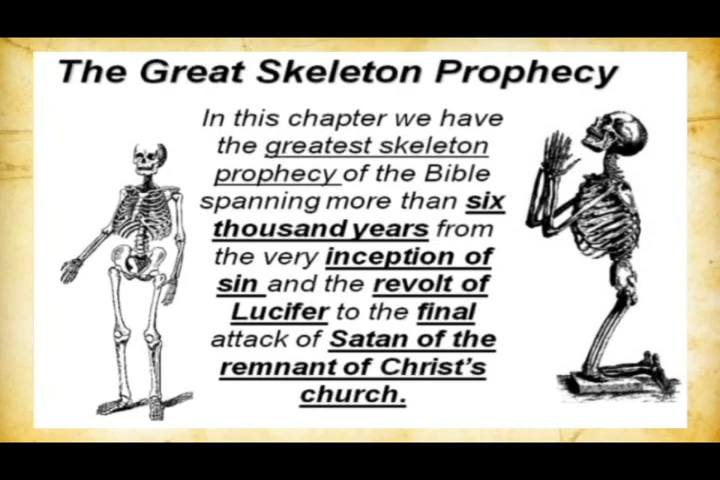 The Great Skeleton Prophecy
In this chapter we have
the greatest skeleton
prophecy of the Bible
spanning more than six
thousand years from
the very inception of
sin and the revolt of
Lucifer to the final
attack of Satan of the
remnant of Christ's
church.